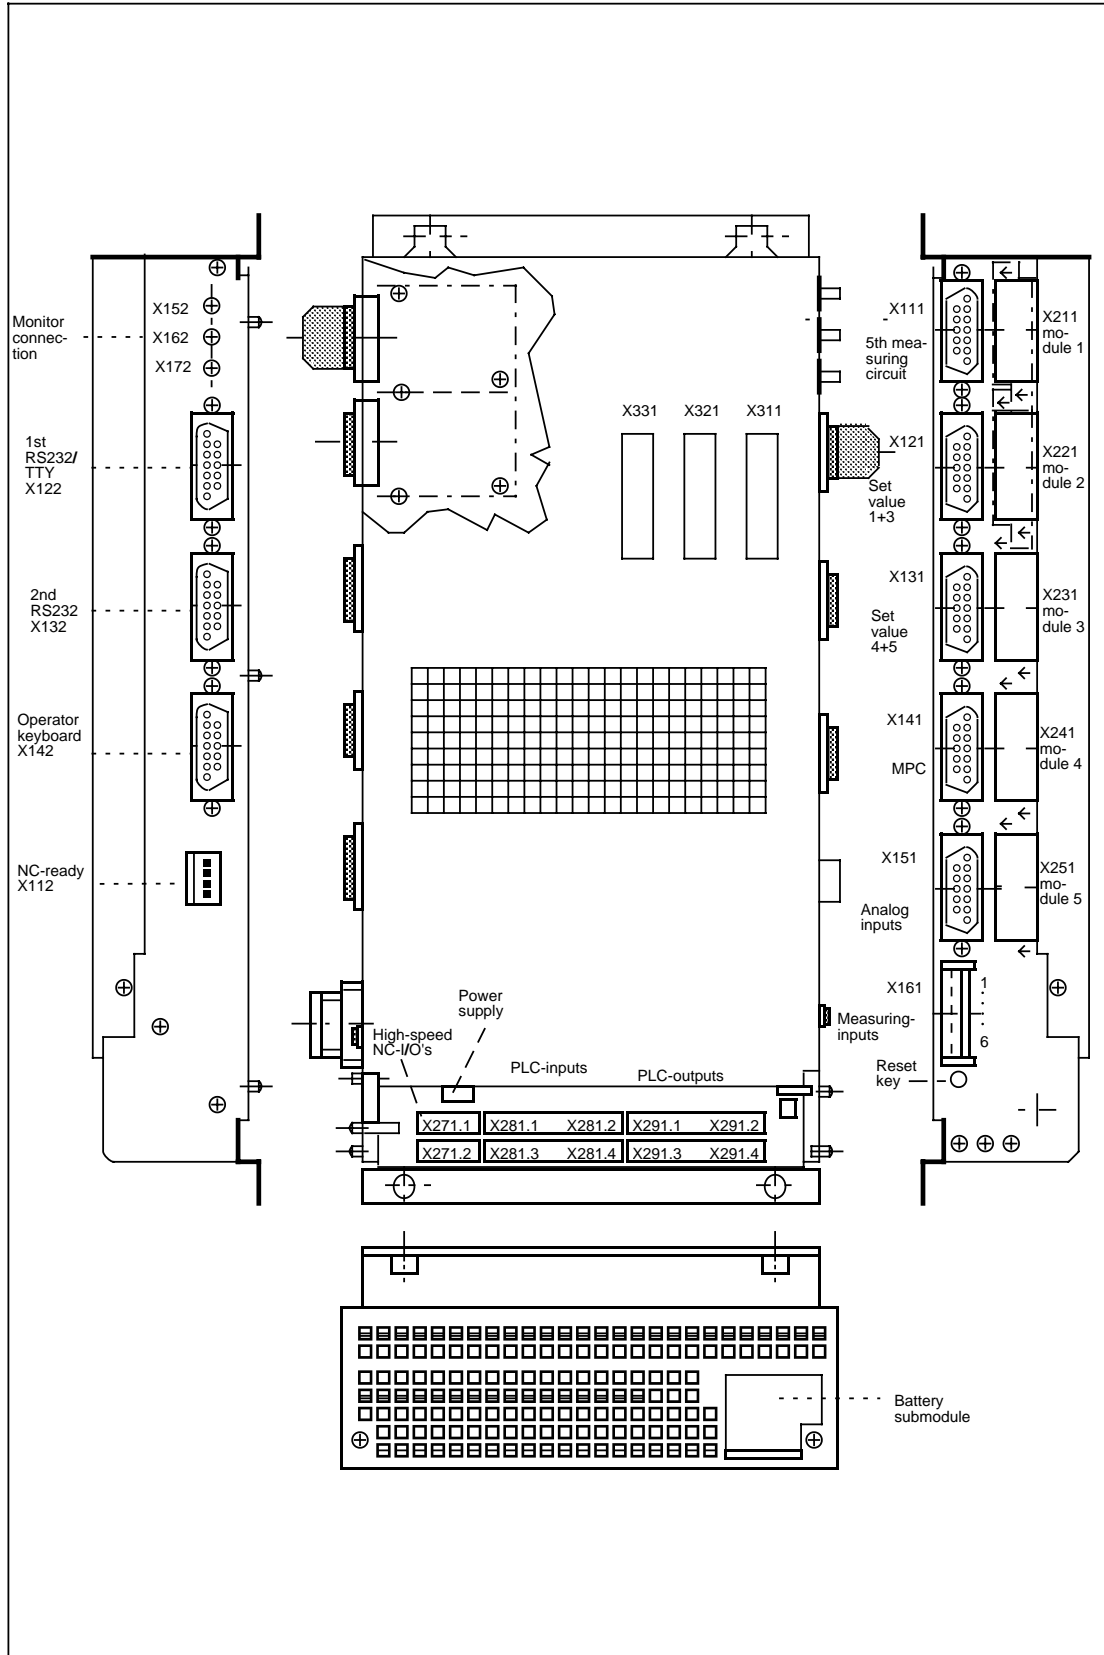 X152
Monitor
connec-
tion
X162
X172
1st
RS232/
TTY
X122
2nd
RS232
X132
Operator
keyboard
X142
NC-ready
X112
X331 X321 X311
Power
supply
High-speed
NC-I/O's
PLC-inputs
PLC-outputs
X271.1 X281.1 X281.2 X291.1 X291.2
X271.2 X281.3 X281.4 X291.3 X291.4
X111
5th mea-
suring
circuit
X121
Set
value
1+3
X131
Set
value
4+5
X141
MPC
X151
Analog
inputs
X161
Measuring-
inputs
1
6
Reset
key
X211
mo-
dule 1
X221
mo-
dule 2
X231
mo-
dule 3
X241
mo-
dule 4
X251
mo-
dule 5
Battery
submodule